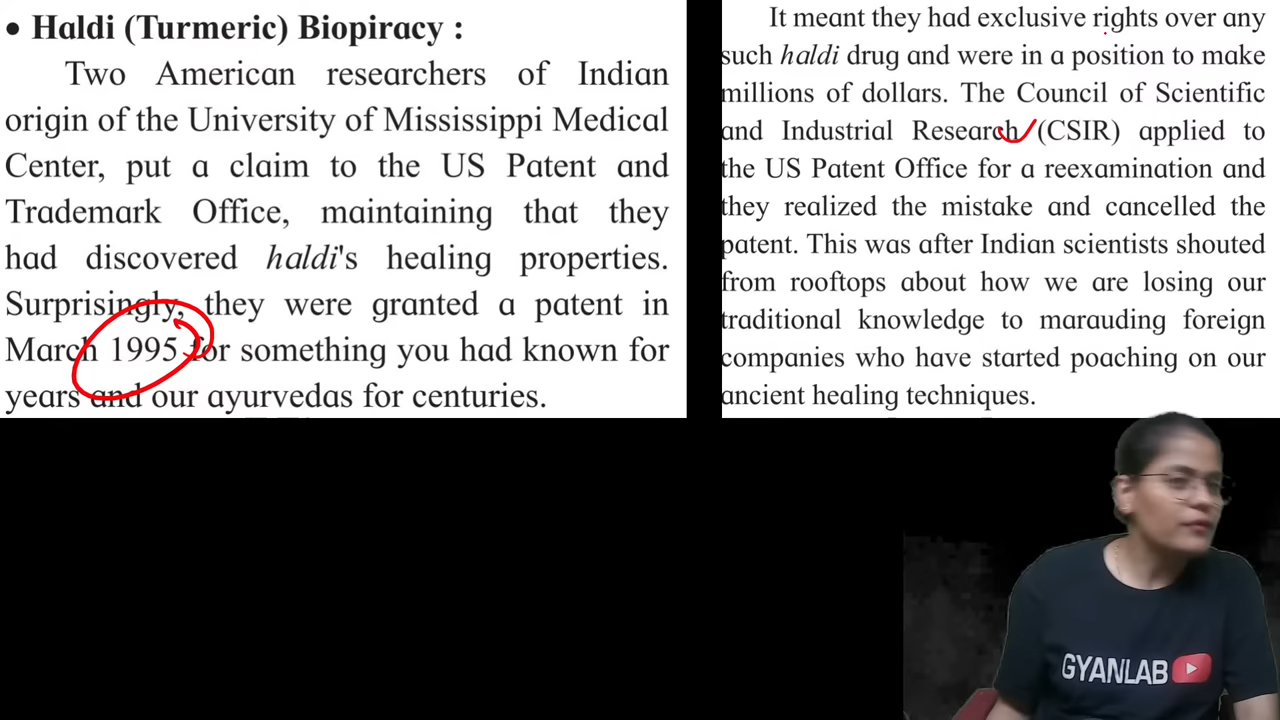 • Haldi (Turmeric) Biopiracy :
Two American researchers of Indian
origin of the University of Mississippi Medical
Center, put a claim to the US Patent and
Trademark Office, maintaining that they
had discovered haldi's healing properties.
Surprisingly, they were granted a patent in
March 1995 for something you had known for
years and our ayurvedas for centuries.
It meant they had exclusive rights over any
such haldi drug and were in a position to make
millions of dollars. The Council of Scientific
and Industrial Research (CSIR) applied to
the US Patent Office for a reexamination and
they realized the mistake and cancelled the
patent. This was after Indian scientists shouted
from rooftops about how we are losing our
traditional knowledge to marauding foreign
companies who have started poaching on our
ancient healing techniques.
GYANLAB